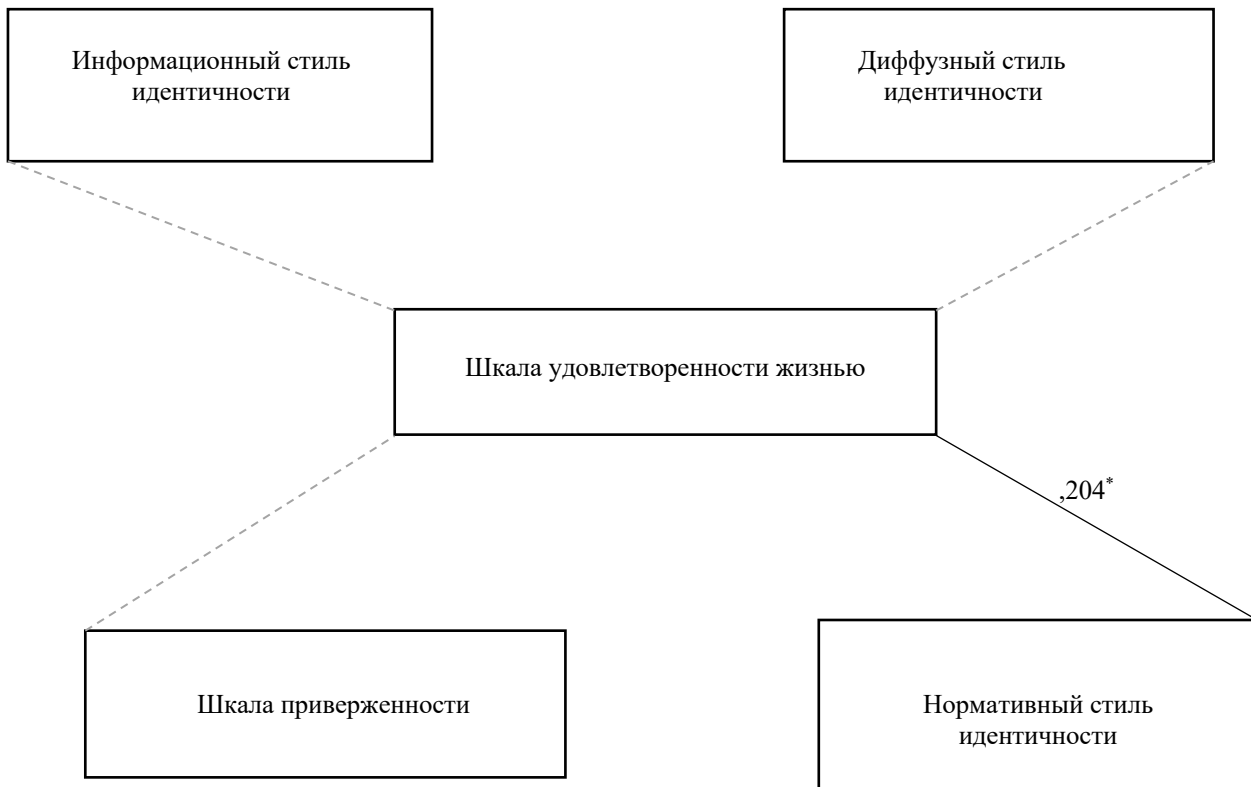 Информационный стиль
идентичности
Диффузный стиль
идентичности
Шкала удовлетворенности жизнью
,204*
Шкала приверженности
Нормативный стиль
идентичности